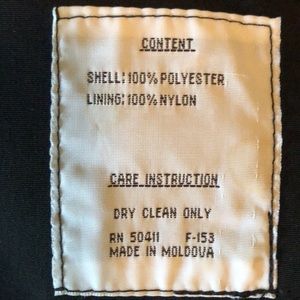 CONTENT
SHELL: 100% POLYESTER
LINING: 100% NYLON
CARE INSTRUCTION
DRY CLEAN ONLY
RN 50411 F-153
MADE IN MOLDOVA